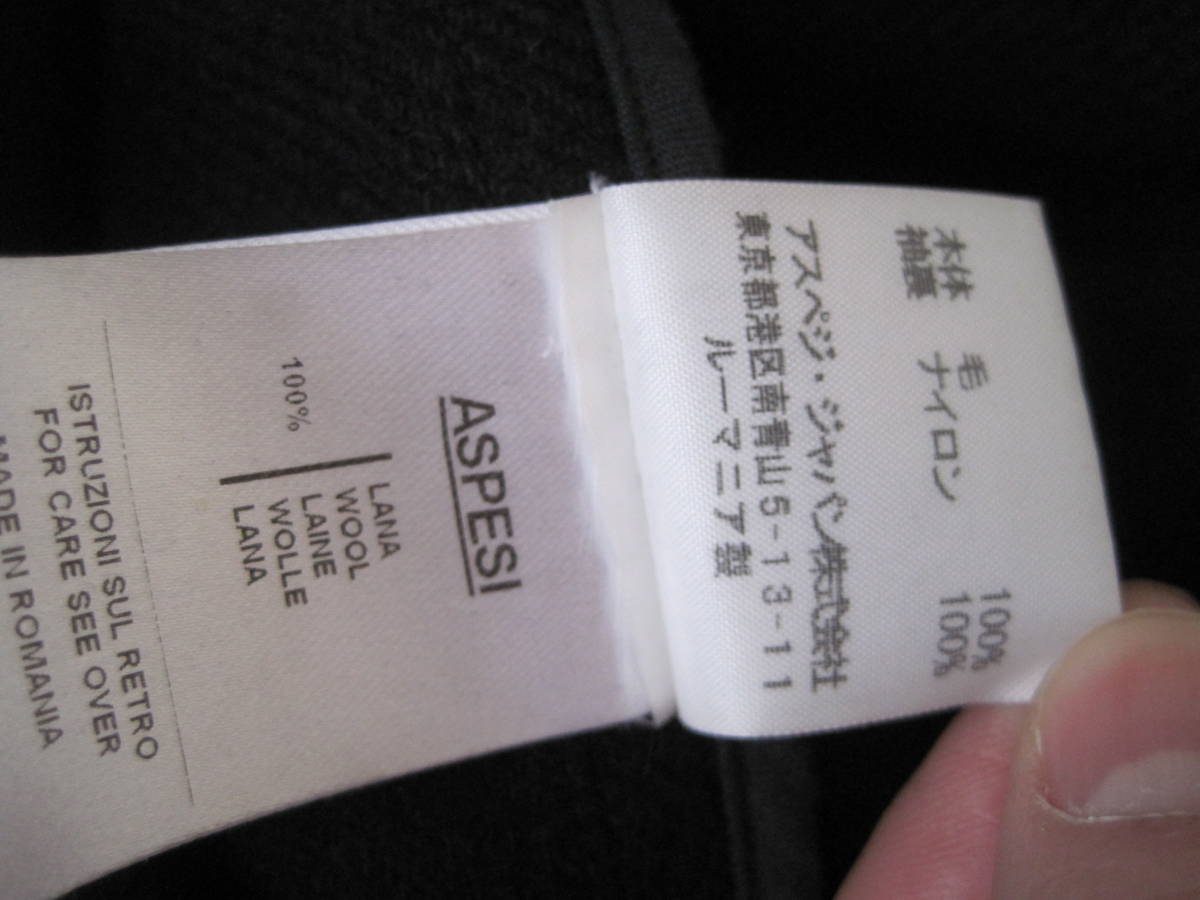 本体 毛 100%
袖裏 ナイロン 100%
アスペジ・ジャパン株式会社
東京都港区南青山5-13-11
ルーマニア製
ASPESI
100%
LANA
WOOL
LAINE
WOLLE
LANA
ISTRUZIONI SUL RETRO
FOR CARE SEE OVER
MADE IN ROMANIA